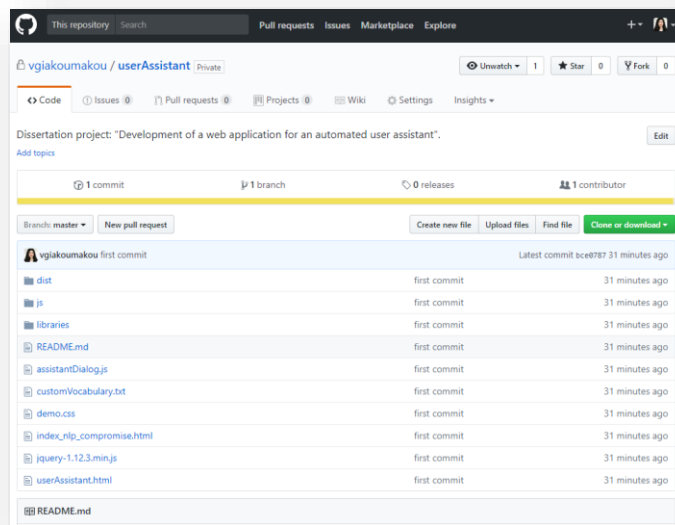 This repository Search Pull requests Issues Marketplace Explore
vgiakoumakou / userAssistant Private Unwatch 1 Star 0 Fork 0
Code Issues 0 Pull requests 0 Projects 0 Wiki Settings Insights
Dissertation project: "Development of a web application for an automated user assistant". Edit
Add topics
1 commit 1 branch 0 releases 1 contributor
Branch: master New pull request Create new file Upload files Find file Clone or download
vgiakoumakou first commit Latest commit bce0787 31 minutes ago
dist first commit 31 minutes ago
js first commit 31 minutes ago
libraries first commit 31 minutes ago
README.md first commit 31 minutes ago
assistantDialog.js first commit 31 minutes ago
customVocabulary.txt first commit 31 minutes ago
demo.css first commit 31 minutes ago
index_nlp_compromise.html first commit 31 minutes ago
jquery-1.12.3.min.js first commit 31 minutes ago
userAssistant.html first commit 31 minutes ago
README.md